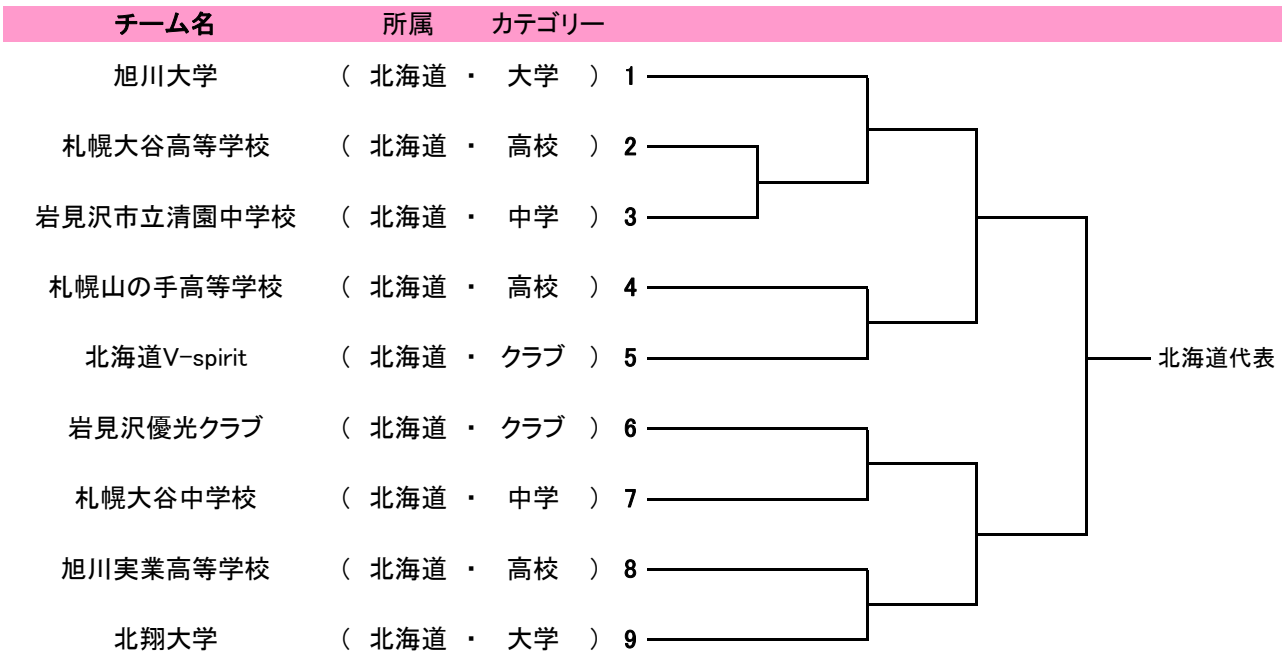 チーム名 所属 カテゴリー
旭川大学 ( 北海道 ・ 大学 ) 1
札幌大谷高等学校 ( 北海道 ・ 高校 ) 2
岩見沢市立清園中学校 ( 北海道 ・ 中学 ) 3
札幌山の手高等学校 ( 北海道 ・ 高校 ) 4
北海道V-spirit ( 北海道 ・ クラブ ) 5
北海道代表
岩見沢優光クラブ ( 北海道 ・ クラブ ) 6
札幌大谷中学校 ( 北海道 ・ 中学 ) 7
旭川実業高等学校 ( 北海道 ・ 高校 ) 8
北翔大学 ( 北海道 ・ 大学 ) 9